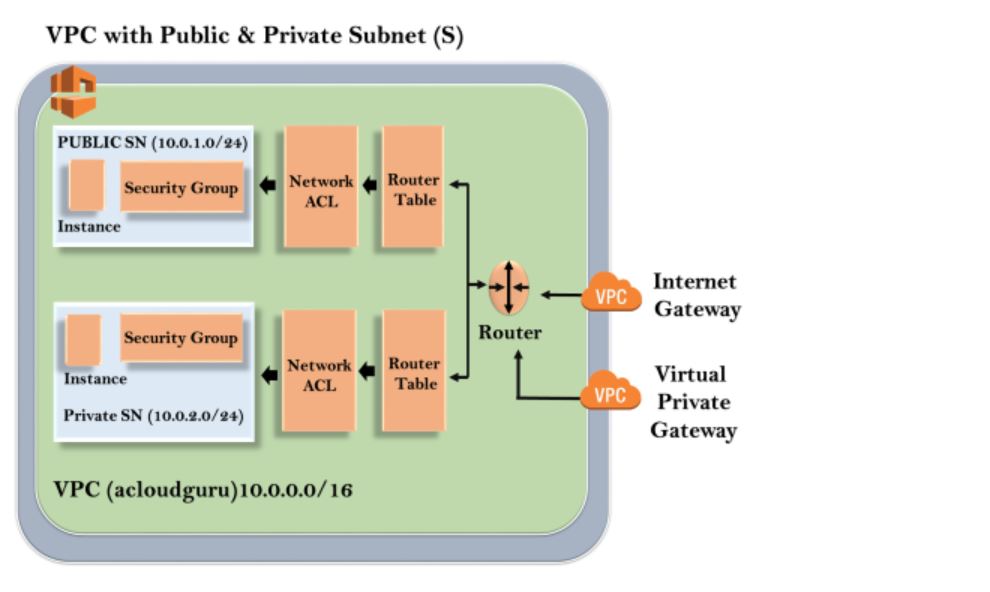 VPC with Public & Private Subnet (S)
PUBLIC SN (10.0.1.0/24)
Security Group
Instance
Network
ACL
Router
Table
Security Group
Instance
Private SN (10.0.2.0/24)
Network
ACL
Router
Table
Router
VPC
Internet
Gateway
VPC
Virtual
Private
Gateway
VPC (acloudguru)10.0.0.0/16